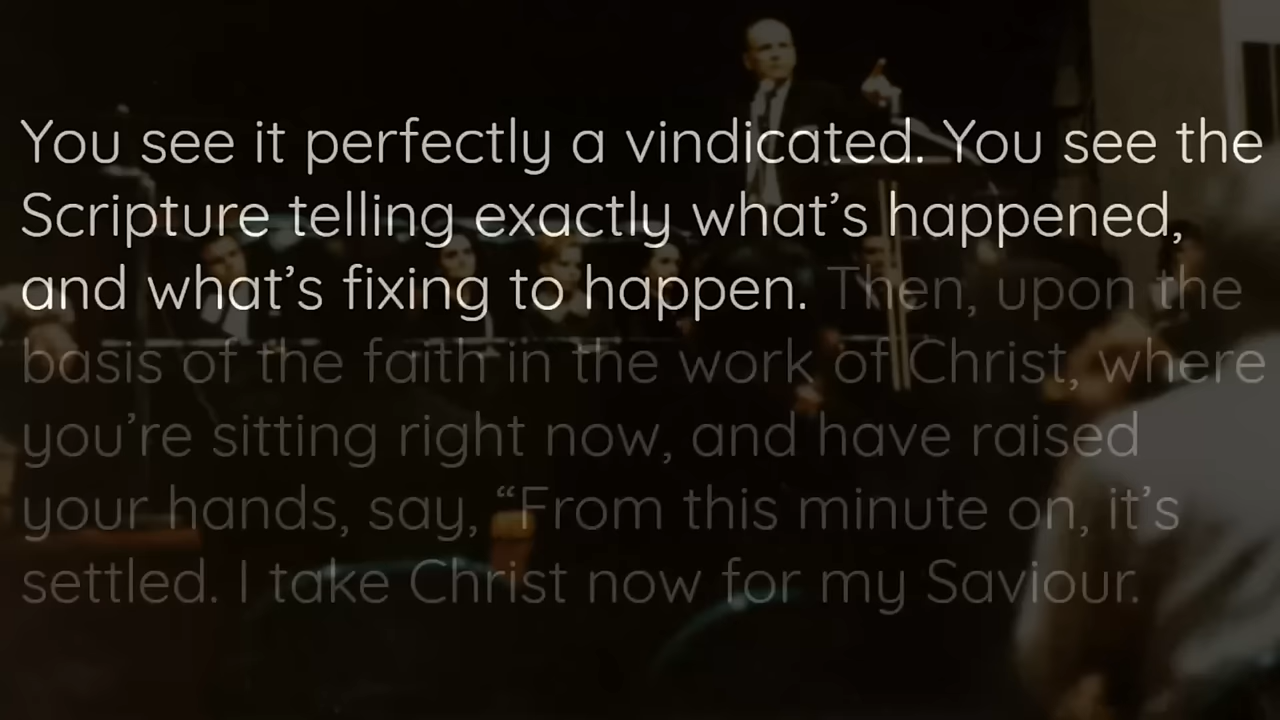 You see it perfectly a vindicated. You see the
Scripture telling exactly what’s happened,
and what’s fixing to happen. Then, upon the
basis of the faith in the work of Christ, where
you’re sitting right now, and have raised
your hands, say, “From this minute on, it’s
settled. I take Christ now for my Saviour.